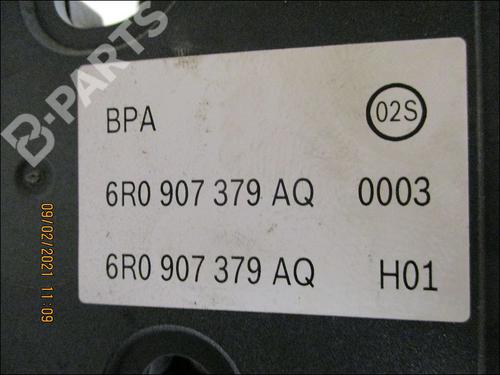 B-PARTS
BPA 02S
6R0 907 379 AQ 0003
6R0 907 379 AQ H01
09/02/2021 11:09